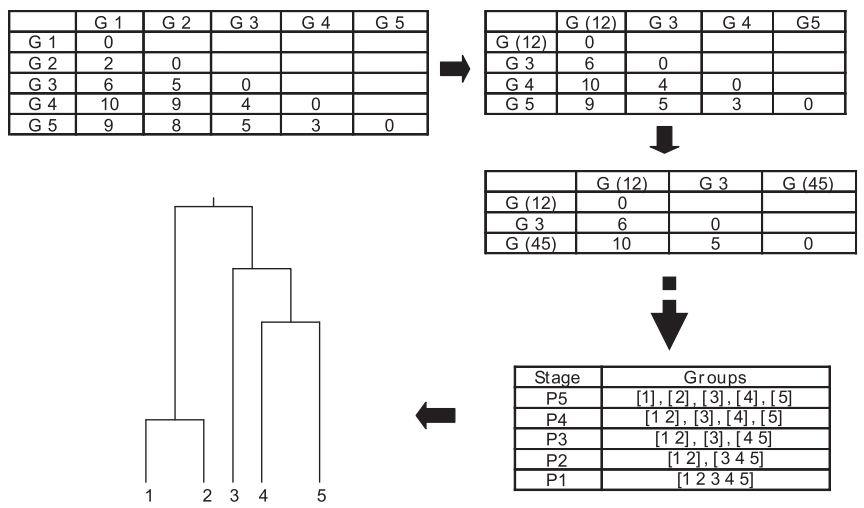 G 1 G 2 G 3 G 4 G 5
G 1 0
G 2 2 0
G 3 6 5 0
G 4 10 9 4 0
G 5 9 8 5 3 0
G (12) G 3 G 4 G5
G (12) 0
G 3 6 0
G 4 10 4 0
G 5 9 5 3 0
G (12) G 3 G (45)
G (12) 0
G 3 6 0
G (45) 10 5 0
Stage Groups
P5 [1], [2], [3], [4], [5]
P4 [1 2], [3], [4], [5]
P3 [1 2], [3], [4 5]
P2 [1 2], [3 4 5]
P1 [1 2 3 4 5]
1 2 3 4 5